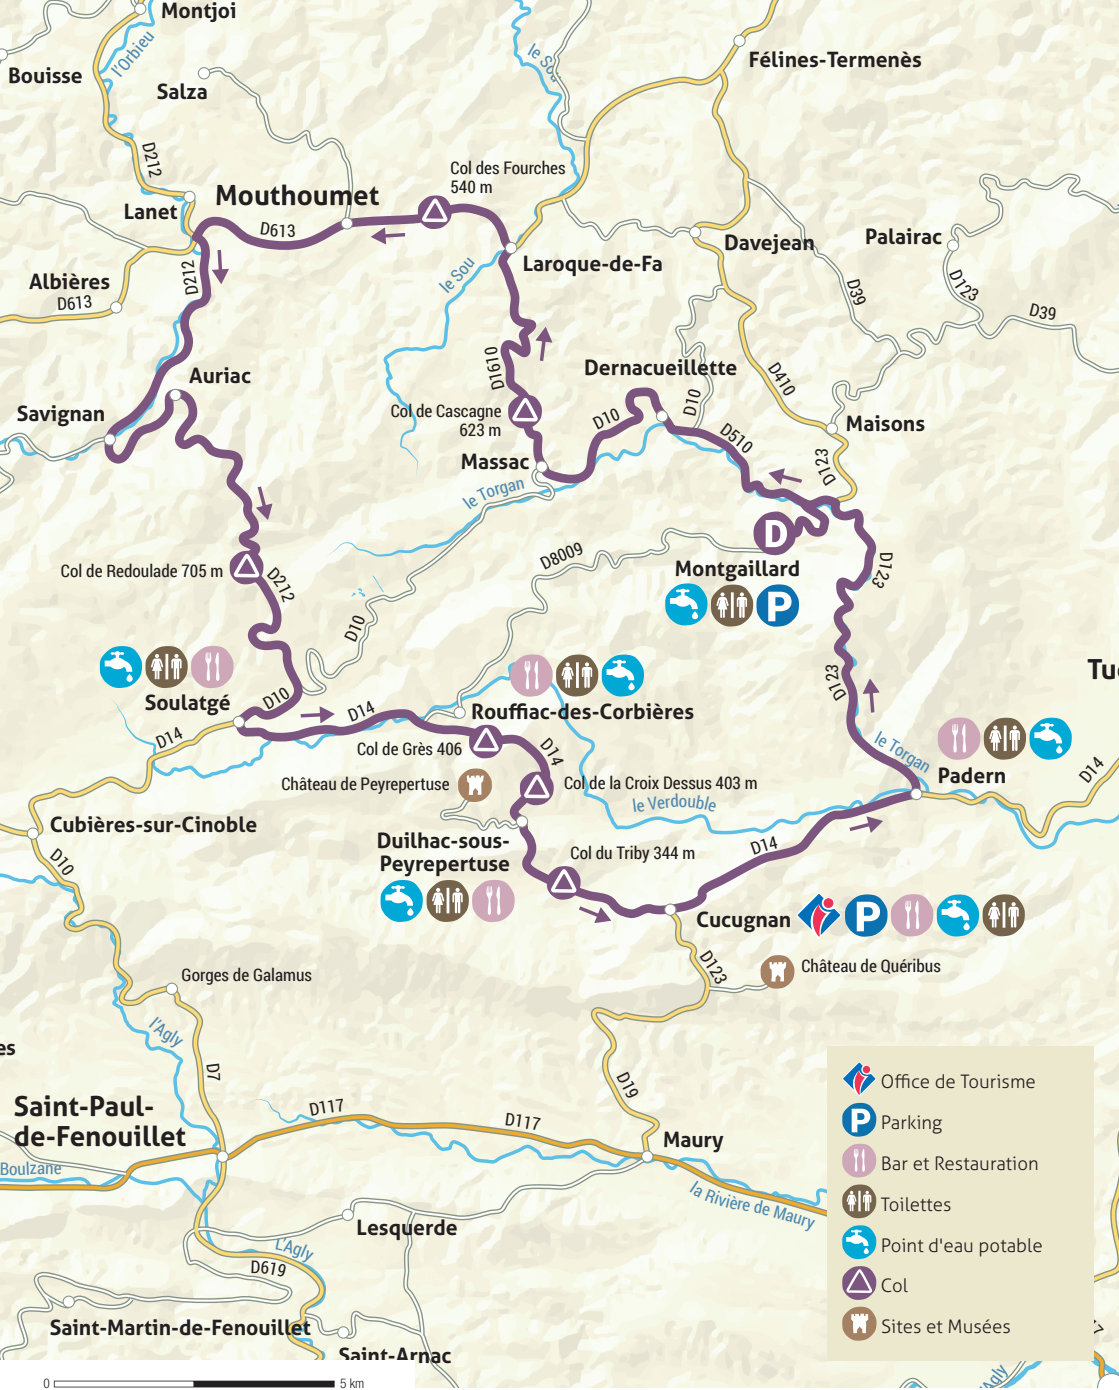 Montjoi
l'Orbieu
Bouisse
Salza
le Sou
Félines-Termenès
D212
Col des Fourches
540 m
Mouthoumet
Lanet
D613
Davejean
Palairac
Laroque-de-Fa
le Sou
Albières
D613
D212
D39
D123
D39
D1610
Dernacueillette
Auriac
D410
Savignan
Col de Cascagne
623 m
D10
D10
D510
Maisons
Massac
D123
le Torgan
D
D8009
Col de Redoulade 705 m
D212
Montgaillard
D123
P
D10
Soulatgé
D10
D123
D14
D14
Rouffiac-des-Corbières
Col de Grès 406
D14
le Torgan
Padern
D14
Château de Peyrepertuse
Col de la Croix Dessus 403 m
le Verdouble
Cubières-sur-Cinoble
Duilhac-sous-
Peyrepertuse
Col du Triby 344 m
D14
D10
Cucugnan
P
D123
Château de Quéribus
Gorges de Galamus
l'Agly
es
D7
D19
Saint-Paul-
de-Fenouillet
D117
D117
Maury
Boulzane
la Rivière de Maury
Lesquerde
L'Agly
D619
Saint-Martin-de-Fenouillet
Saint-Arnac
Office de Tourisme
P Parking
Bar et Restauration
Toilettes
Point d'eau potable
Col
Sites et Musées
Agly
0 5 km